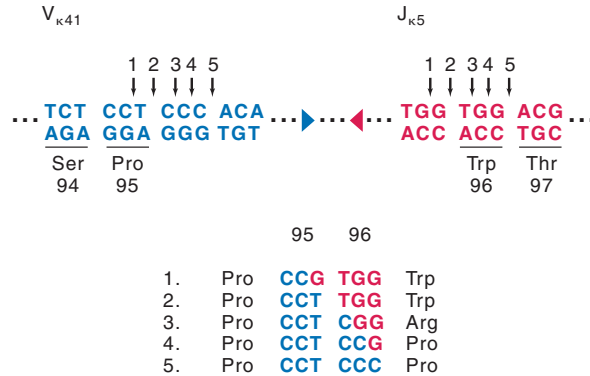 Vκ41 Jκ5
1 2 3 4 5 1 2 3 4 5
... TCT CCT CCC ACA ... ... TGG TGG ACG ...
AGA GGA GGG TGT ACC ACC TGC
Ser Pro Trp Thr
94 95 96 97
95 96
1. Pro CCG TGG Trp
2. Pro CCT TGG Trp
3. Pro CCT CGG Arg
4. Pro CCT CCG Pro
5. Pro CCT CCC Pro